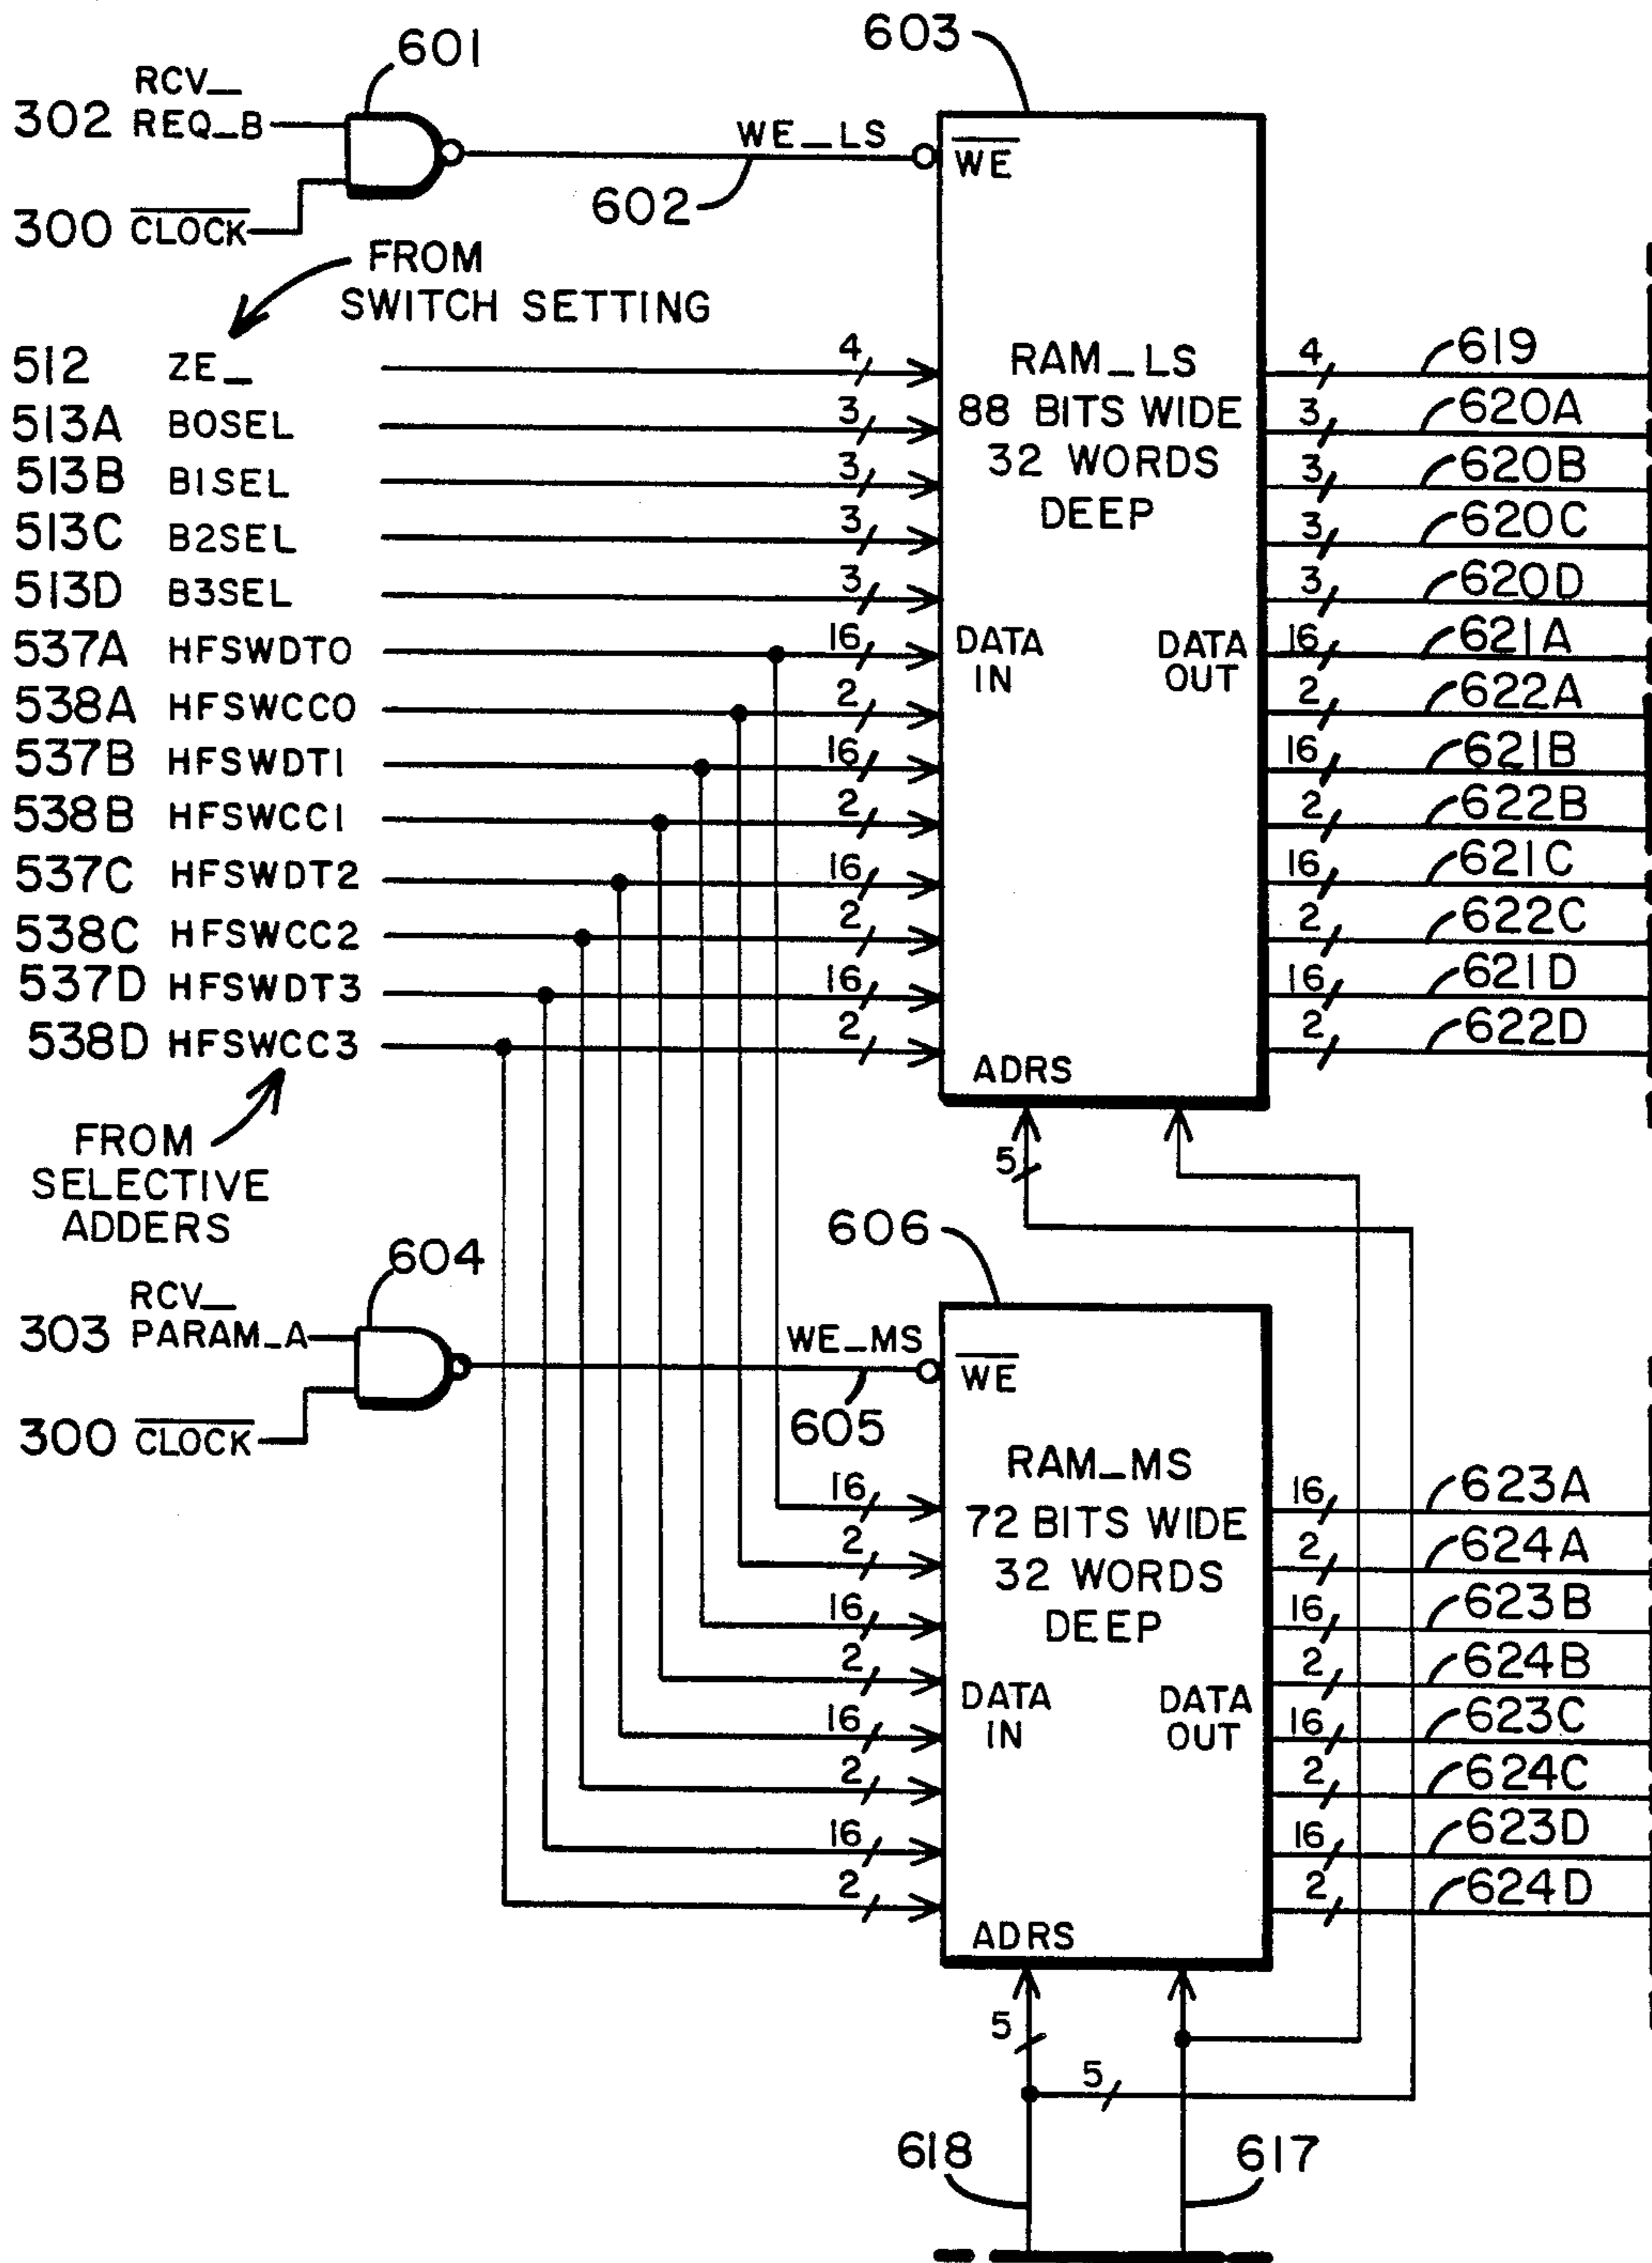 601
603
RCV_
302 REQ_B
WE_LS
WE
602
300 CLOCK
FROM
SWITCH SETTING
512 ZE_ 4
513A B0SEL 3
513B B1SEL 3
513C B2SEL 3
513D B3SEL 3
537A HFSWDT0 16
538A HFSWCC0 2
537B HFSWDT1 16
538B HFSWCC1 2
537C HFSWDT2 16
538C HFSWCC2 2
537D HFSWDT3 16
538D HFSWCC3 2
RAM_LS
88 BITS WIDE
32 WORDS
DEEP
DATA
IN
DATA
OUT
ADRS
4 619
3 620A
3 620B
3 620C
3 620D
16 621A
2 622A
16 621B
2 622B
16 621C
2 622C
16 621D
2 622D
FROM
SELECTIVE
ADDERS
5
606
604
RCV_
303 PARAM_A
WE_MS
WE
605
300 CLOCK
RAM_MS
72 BITS WIDE
32 WORDS
DEEP
16
2
16
2
16
2
16
2
DATA
IN
DATA
OUT
ADRS
16 623A
2 624A
16 623B
2 624B
16 623C
2 624C
16 623D
2 624D
5
5
618
617